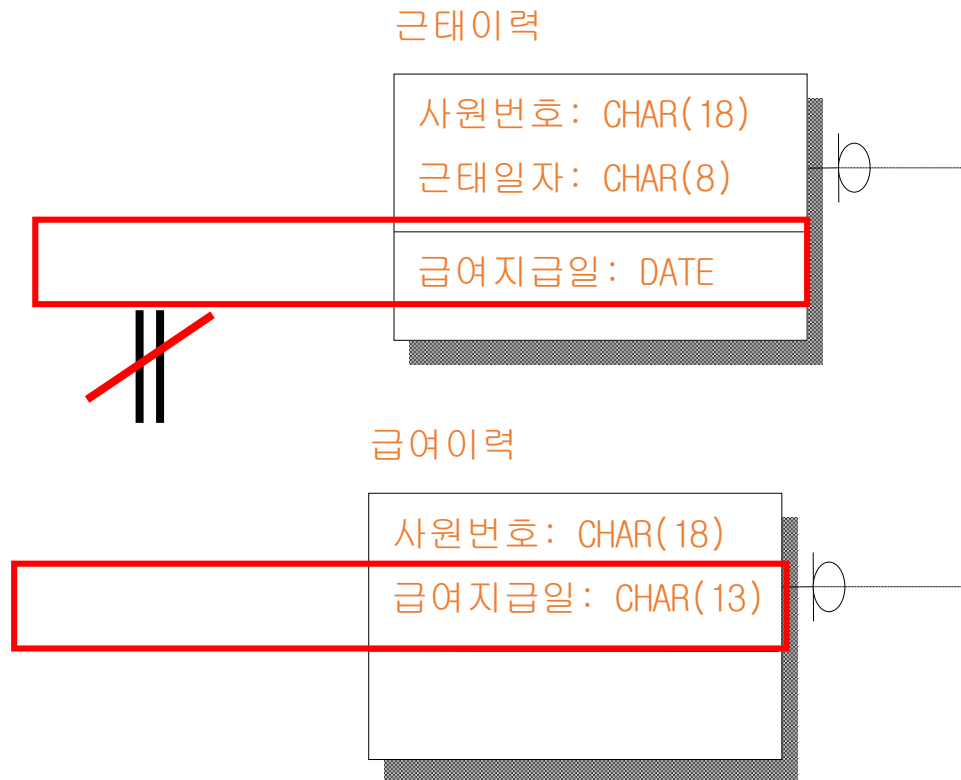 근태이력
사원번호: CHAR(18)
근태일자: CHAR(8)
급여지급일: DATE
급여이력
사원번호: CHAR(18)
급여지급일: CHAR(13)